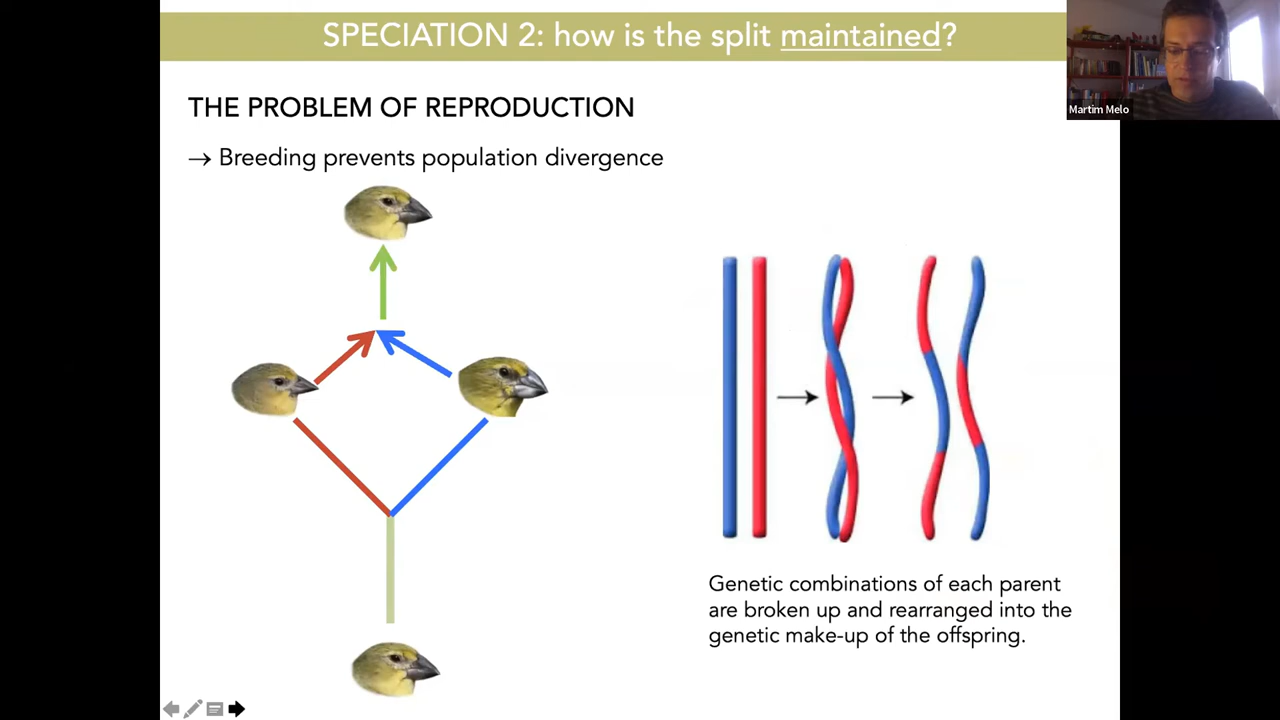 SPECIATION 2: how is the split maintained?
Martim Melo
THE PROBLEM OF REPRODUCTION
→ Breeding prevents population divergence
Genetic combinations of each parent
are broken up and rearranged into the
genetic make-up of the offspring.